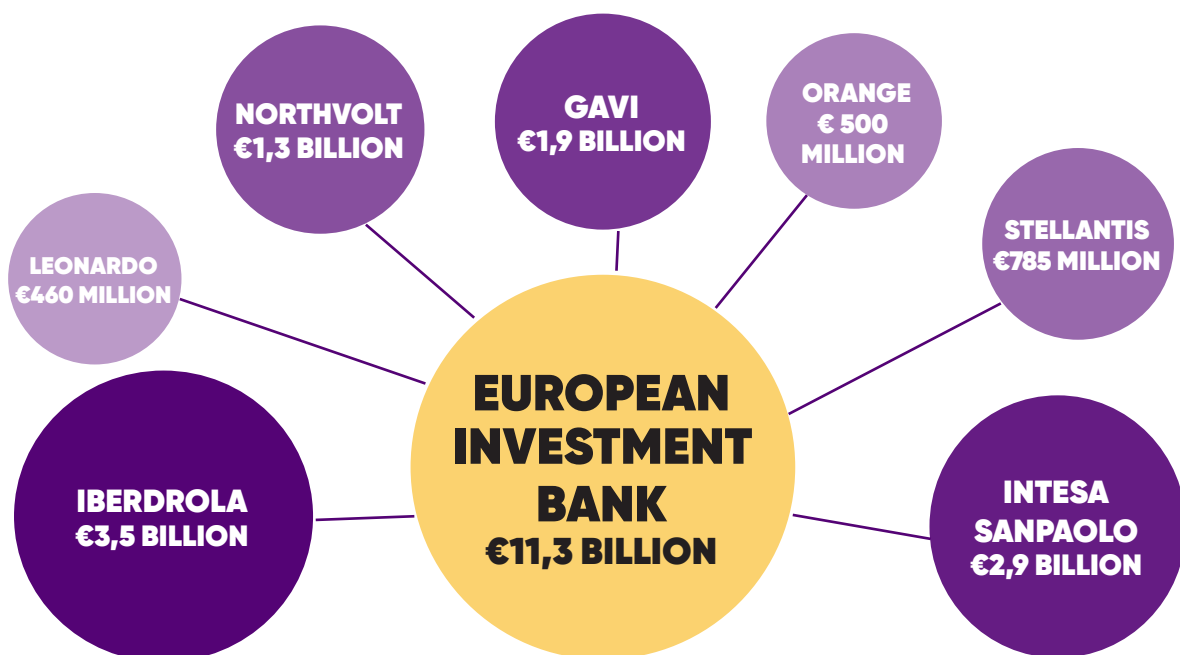 NORTHVOLT
€1,3 BILLION
GAVI
€1,9 BILLION
ORANGE
€ 500
MILLION
STELLANTIS
€785 MILLION
LEONARDO
€460 MILLION
EUROPEAN
INVESTMENT
BANK
€11,3 BILLION
IBERDROLA
€3,5 BILLION
INTESA
SANPAOLO
€2,9 BILLION